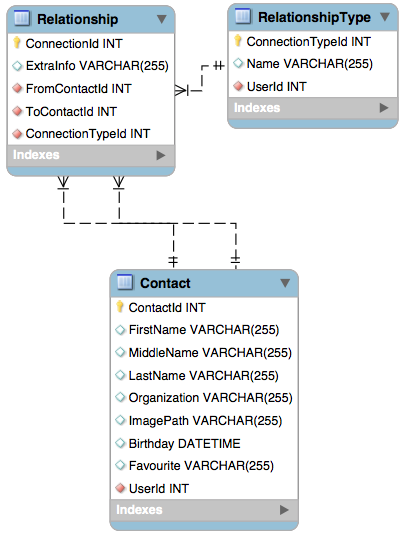 Relationship
ConnectionId INT
ExtraInfo VARCHAR(255)
FromContactId INT
ToContactId INT
ConnectionTypeId INT
Indexes
RelationshipType
ConnectionTypeId INT
Name VARCHAR(255)
UserId INT
Indexes
Contact
ContactId INT
FirstName VARCHAR(255)
MiddleName VARCHAR(255)
LastName VARCHAR(255)
Organization VARCHAR(255)
ImagePath VARCHAR(255)
Birthday DATETIME
Favourite VARCHAR(255)
UserId INT
Indexes